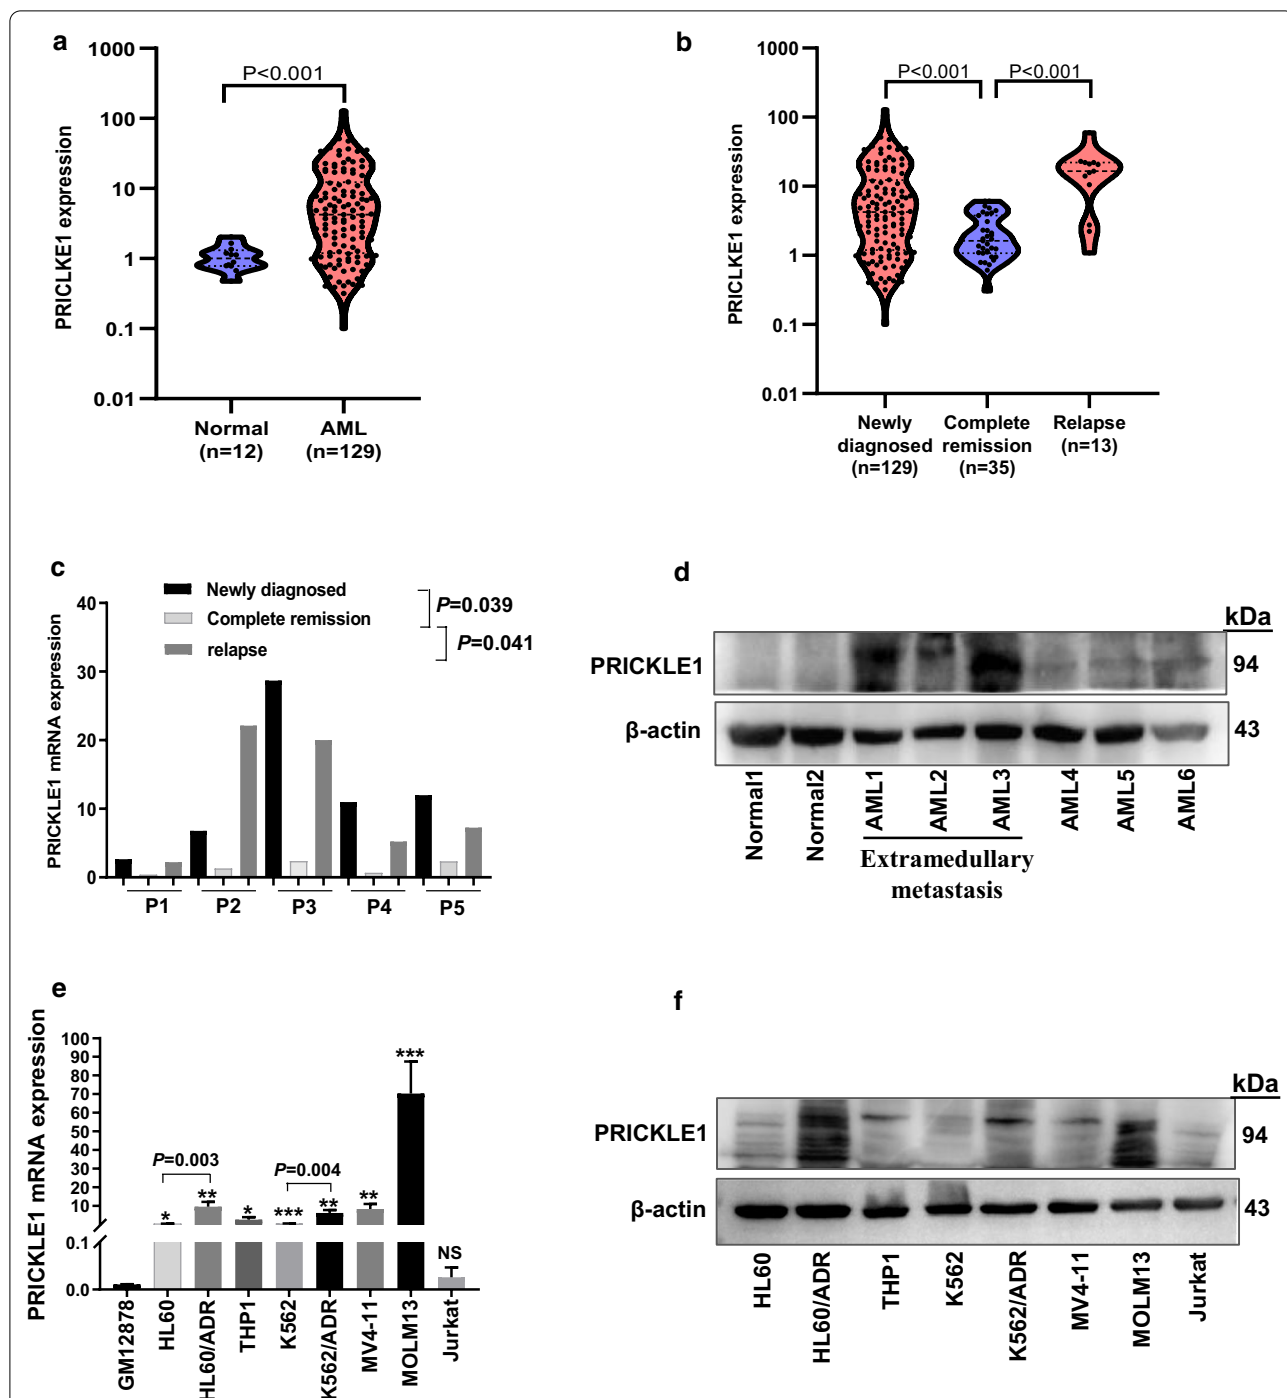 a
1000
100
10
1
0.1
0.01
PRICLKE1 expression
P<0.001
Normal
(n=12)
AML
(n=129)
b
1000
100
10
1
0.1
0.01
PRICLKE1 expression
P<0.001
P<0.001
Newly
diagnosed
(n=129)
Complete
remission
(n=35)
Relapse
(n=13)
c
Newly diagnosed
Complete remission
relapse
P=0.039
P=0.041
40
30
20
10
0
PRICKLE1 mRNA expression
P1
P2
P3
P4
P5
d
kDa
PRICKLE1
94
β-actin
43
Normal1
Normal2
AML1
AML2
AML3
AML4
AML5
AML6
Extramedullary
metastasis
e
PRICKLE1 mRNA expression
100
90
80
70
60
50
40
30
20
10
0.1
0.0
P=0.003
P=0.004
*
**
*
***
**
**
***
NS
GM12878
HL60
HL60/ADR
THP1
K562
K562/ADR
MV4-11
MOLM13
Jurkat
f
kDa
PRICKLE1
94
β-actin
43
HL60
HL60/ADR
THP1
K562
K562/ADR
MV4-11
MOLM13
Jurkat